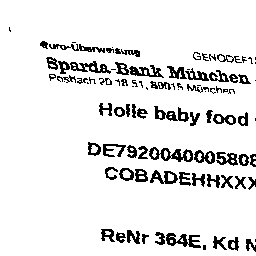 Euro-Überweisung
GENODEF1S
Sparda-Bank München
Postfach 20 18 51, 80015 München
Holle baby food
DE7920040005808
COBADEHHXXX
ReNr 364E, Kd N